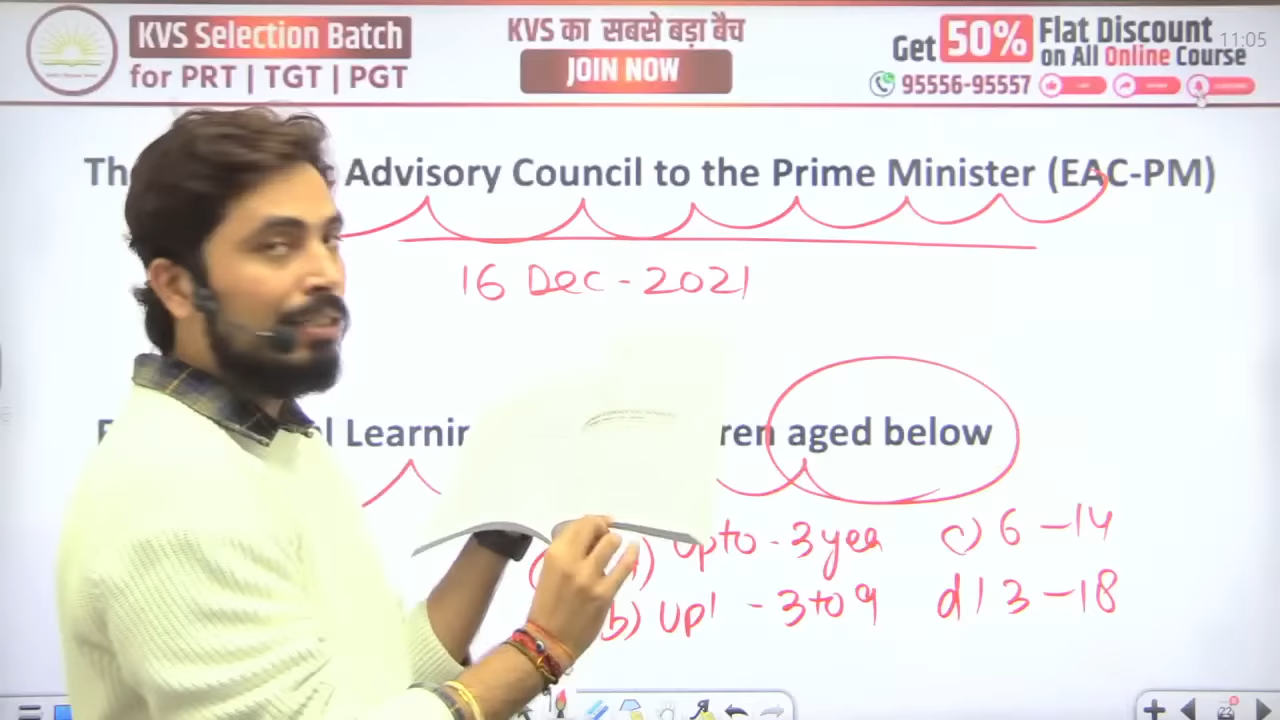 KVS Selection Batch
for PRT | TGT | PGT
KVS का सबसे बड़ा बैच
JOIN NOW
Get 50% Flat Discount
on All Online Course
95556-95557
11:05
Advisory Council to the Prime Minister (EAC-PM)
16 Dec - 2021
aged below
upto - 3 yea c) 6 - 14
b) up - 3 to 9 d) 3 - 18
22